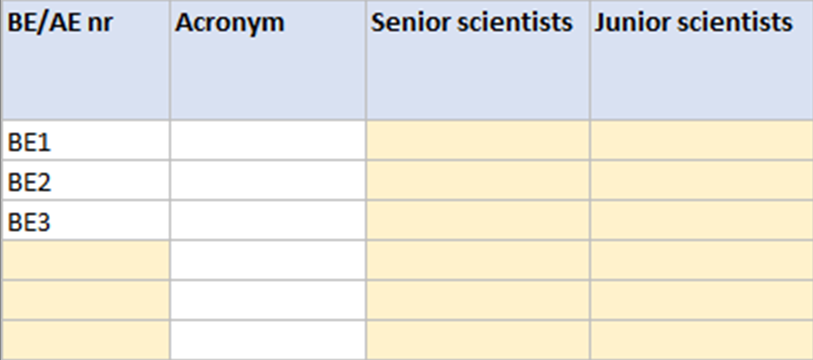 BE/AE nr Acronym Senior scientists Junior scientists
BE1
BE2
BE3